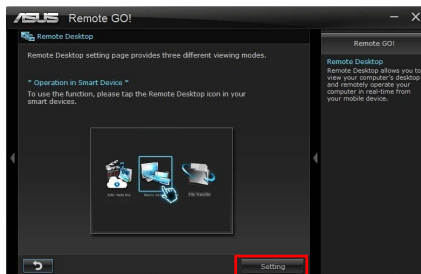 ASUS Remote GO!
Remote Desktop
Remote Desktop setting page provides three different viewing modes.
* Operation in Smart Device *
To use the function, please tap the Remote Desktop icon in your
smart devices.
File Transfer
Setting
Remote GO!
Remote Desktop
Remote Desktop allows you to
view your computer's desktop
and remotely operate your
computer in real-time from
your mobile device.